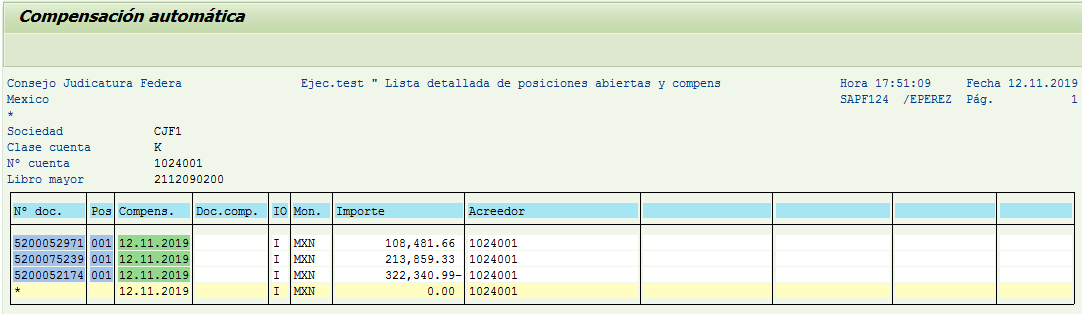 Compensación automática
Consejo Judicatura Federa Ejec.test " Lista detallada de posiciones abiertas y compens Hora 17:51:09 Fecha 12.11.2019
Mexico SAPF124 /EPEREZ Pág. 1
*
Sociedad CJF1
Clase cuenta K
Nº cuenta 1024001
Libro mayor 2112090200
Nº doc. Pos Compens. Doc.comp. IO Mon. Importe Acreedor
5200052971 001 12.11.2019 I MXN 108,481.66 1024001
5200075239 001 12.11.2019 I MXN 213,859.33 1024001
5200052174 001 12.11.2019 I MXN 322,340.99- 1024001
* 12.11.2019 I MXN 0.00 1024001